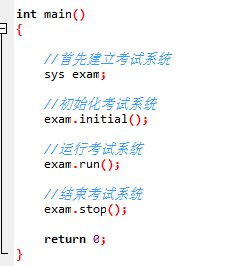 int main()
{
//首先建立考试系统
sys exam;
//初始化考试系统
exam.initial();
//运行考试系统
exam.run();
//结束考试系统
exam.stop();
return 0;
}